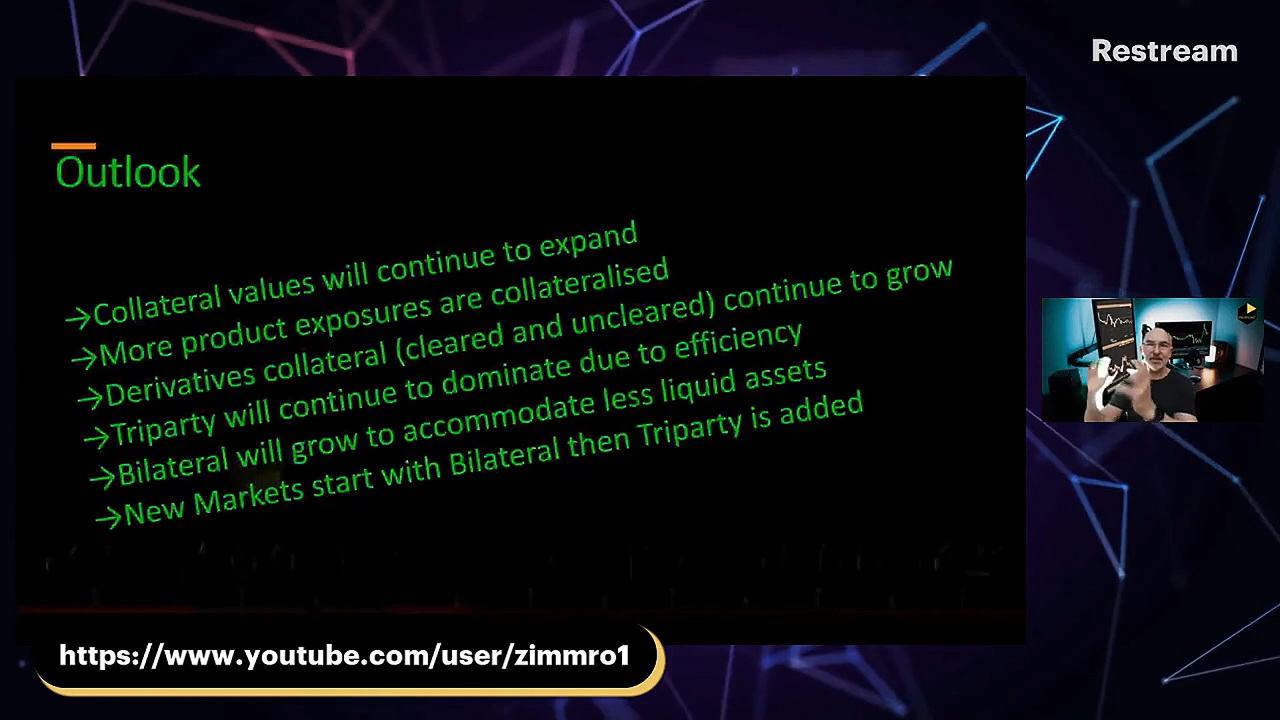 Restream
Outlook
→Collateral values will continue to expand
→More product exposures are collateralised
→Derivatives collateral (cleared and uncleared) continue to grow
→Triparty will continue to dominate due to efficiency
→Bilateral will grow to accommodate less liquid assets
→New Markets start with Bilateral then Triparty is added
https://www.youtube.com/user/zimmro1